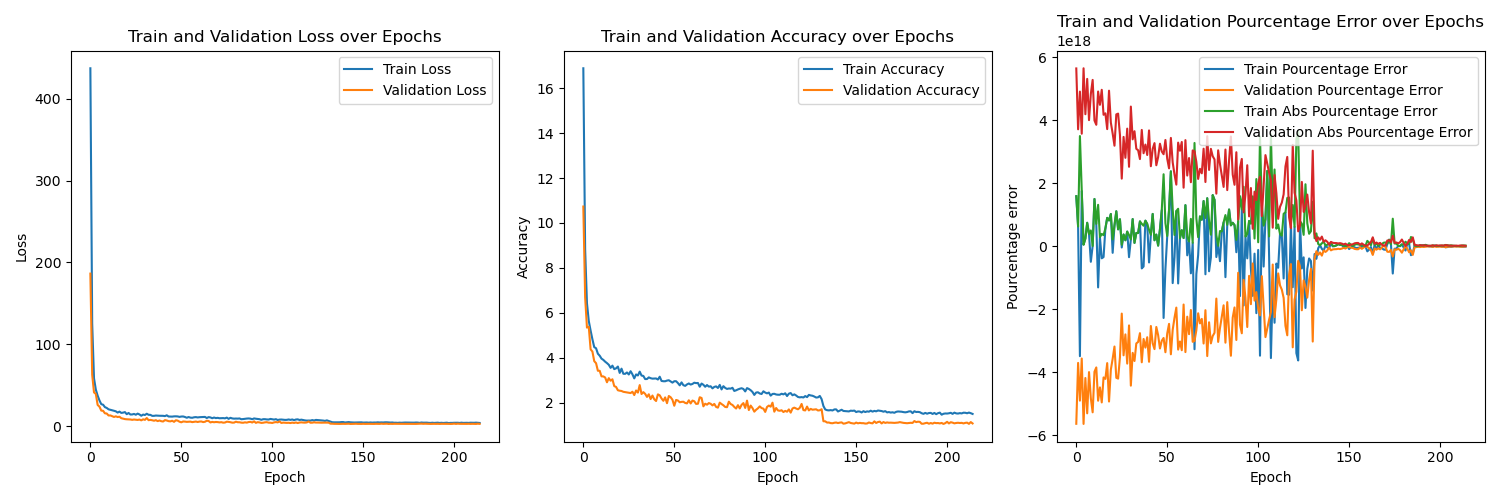 Train and Validation Loss over Epochs
Train Loss
Validation Loss
Loss
400
300
200
100
0
0 50 100 150 200
Epoch
Train and Validation Accuracy over Epochs
Train Accuracy
Validation Accuracy
Accuracy
16
14
12
10
8
6
4
2
0 50 100 150 200
Epoch
Train and Validation Pourcentage Error over Epochs
1e18
Train Pourcentage Error
Validation Pourcentage Error
Train Abs Pourcentage Error
Validation Abs Pourcentage Error
Pourcentage error
6
4
2
0
−2
−4
−6
0 50 100 150 200
Epoch